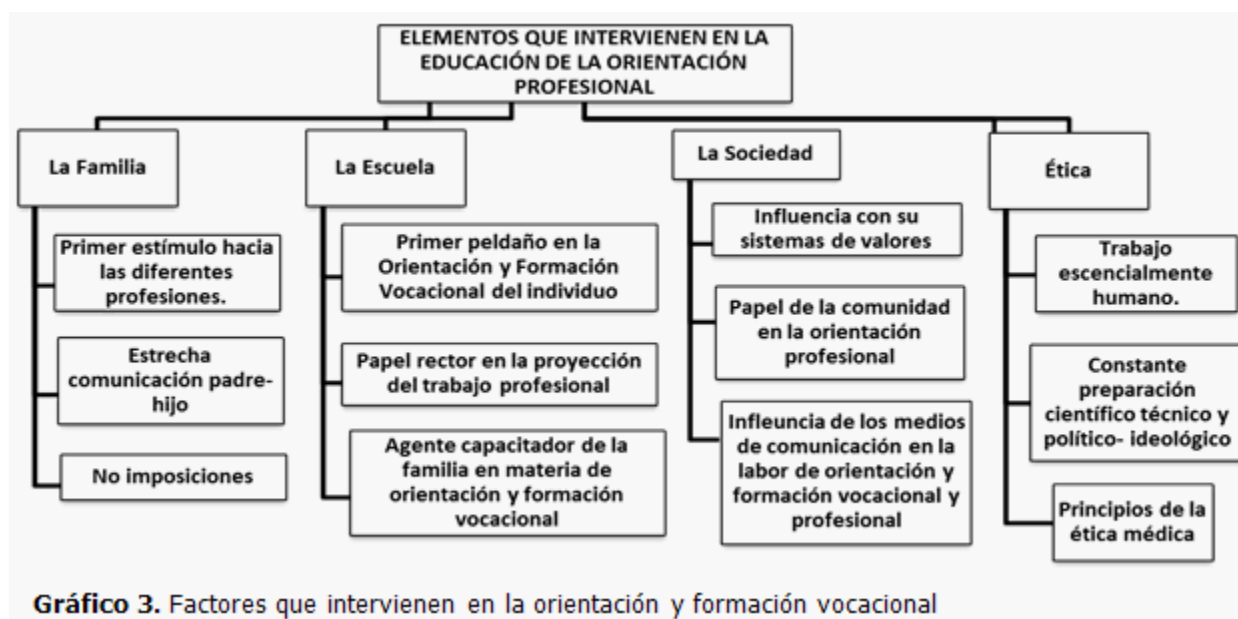 ELEMENTOS QUE INTERVIENEN EN LA
EDUCACIÓN DE LA ORIENTACIÓN
PROFESIONAL
La Familia
Primer estímulo hacia
las diferentes
profesiones.
Estrecha
comunicación padre-
hijo
No imposiciones
La Escuela
Primer peldaño en la
Orientación y Formación
Vocacional del individuo
Papel rector en la proyección
del trabajo profesional
Agente capacitador de la
familia en materia de
orientación y formación
vocacional
La Sociedad
Influencia con su
sistemas de valores
Papel de la comunidad
en la orientación
profesional
Infleuncia de los medios
de comunicación en la
labor de orientación y
formación vocacional y
profesional
Ética
Trabajo
escencialmente
humano.
Constante
preparación
científico técnico y
político- ideológico
Principios de la
ética médica
Gráfico 3. Factores que intervienen en la orientación y formación vocacional